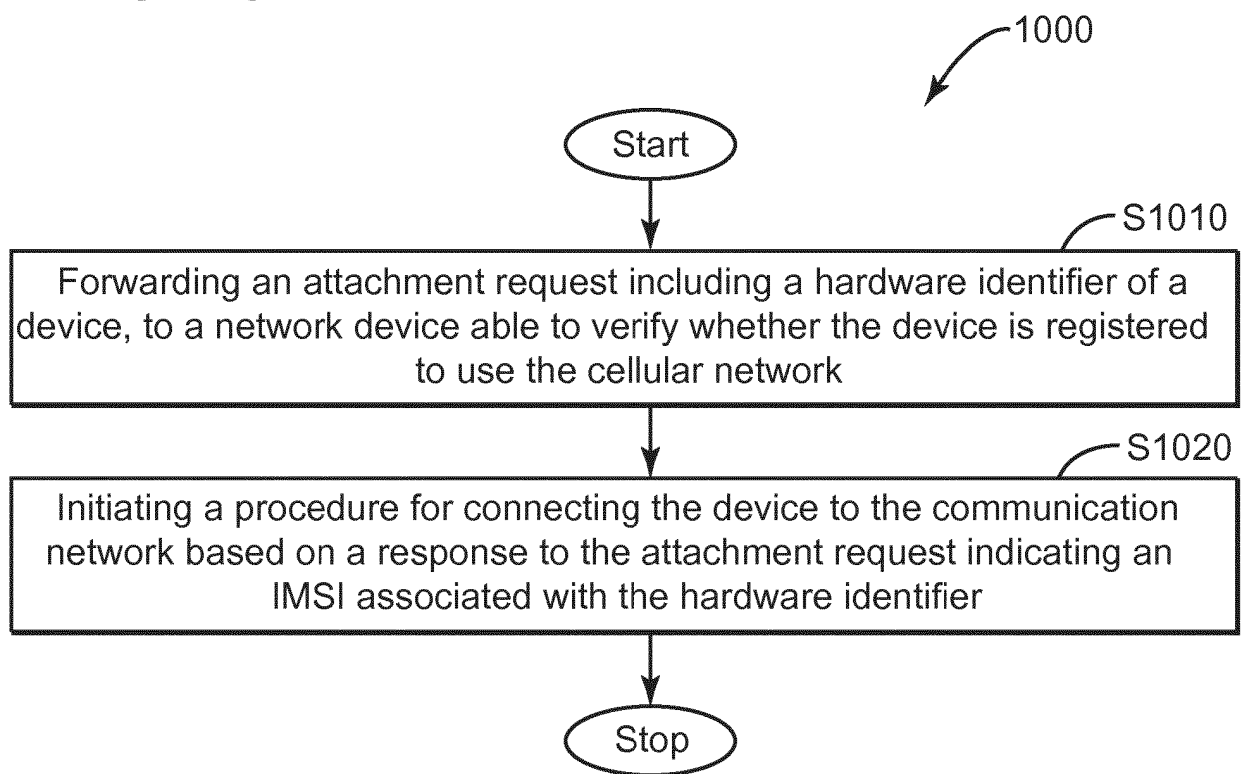 1000
Start
S1010
Forwarding an attachment request including a hardware identifier of a
device, to a network device able to verify whether the device is registered
to use the cellular network
S1020
Initiating a procedure for connecting the device to the communication
network based on a response to the attachment request indicating an
IMSI associated with the hardware identifier
Stop